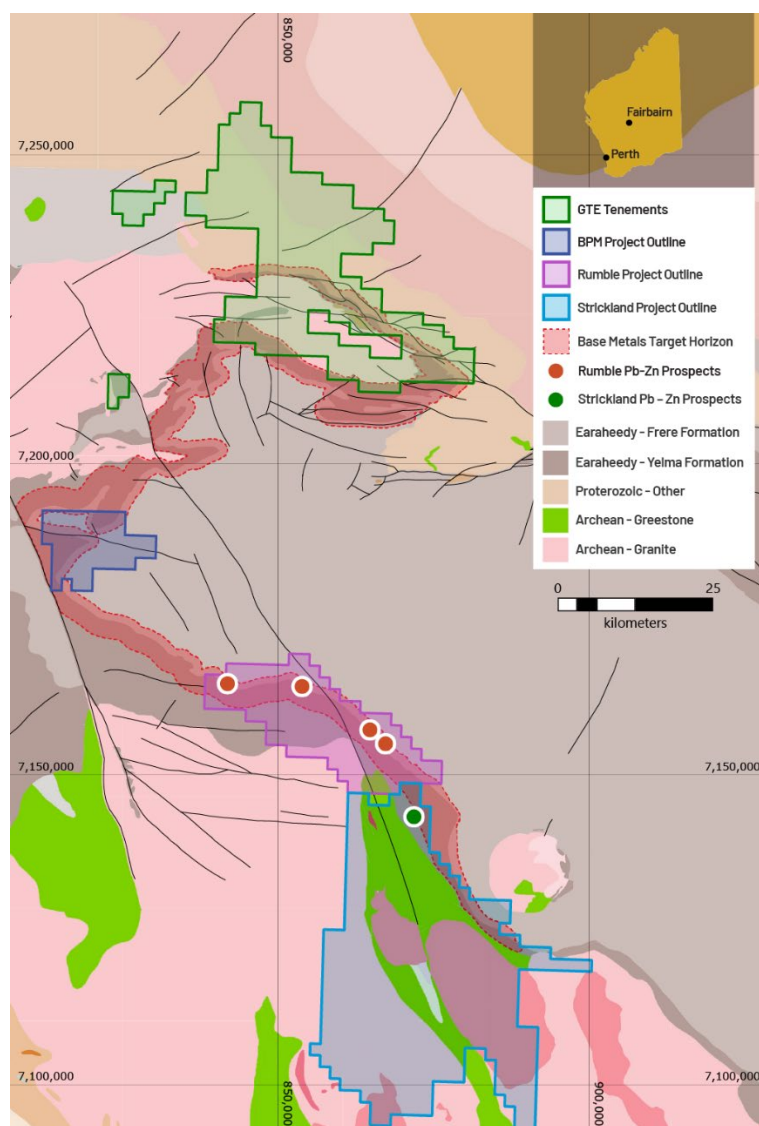 850,000
7,250,000
Fairbairn
Perth
GTE Tenements
BPM Project Outline
Rumble Project Outline
Strickland Project Outline
Base Metals Target Horizon
Rumble Pb-Zn Prospects
Strickland Pb – Zn Prospects
Earaheedy – Frere Formation
Earaheedy – Yelma Formation
Proterozoic – Other
Archean – Greestone
Archean – Granite
0 25
kilometers
7,200,000
7,150,000
7,150,000
7,100,000
7,100,000
850,000
900,000